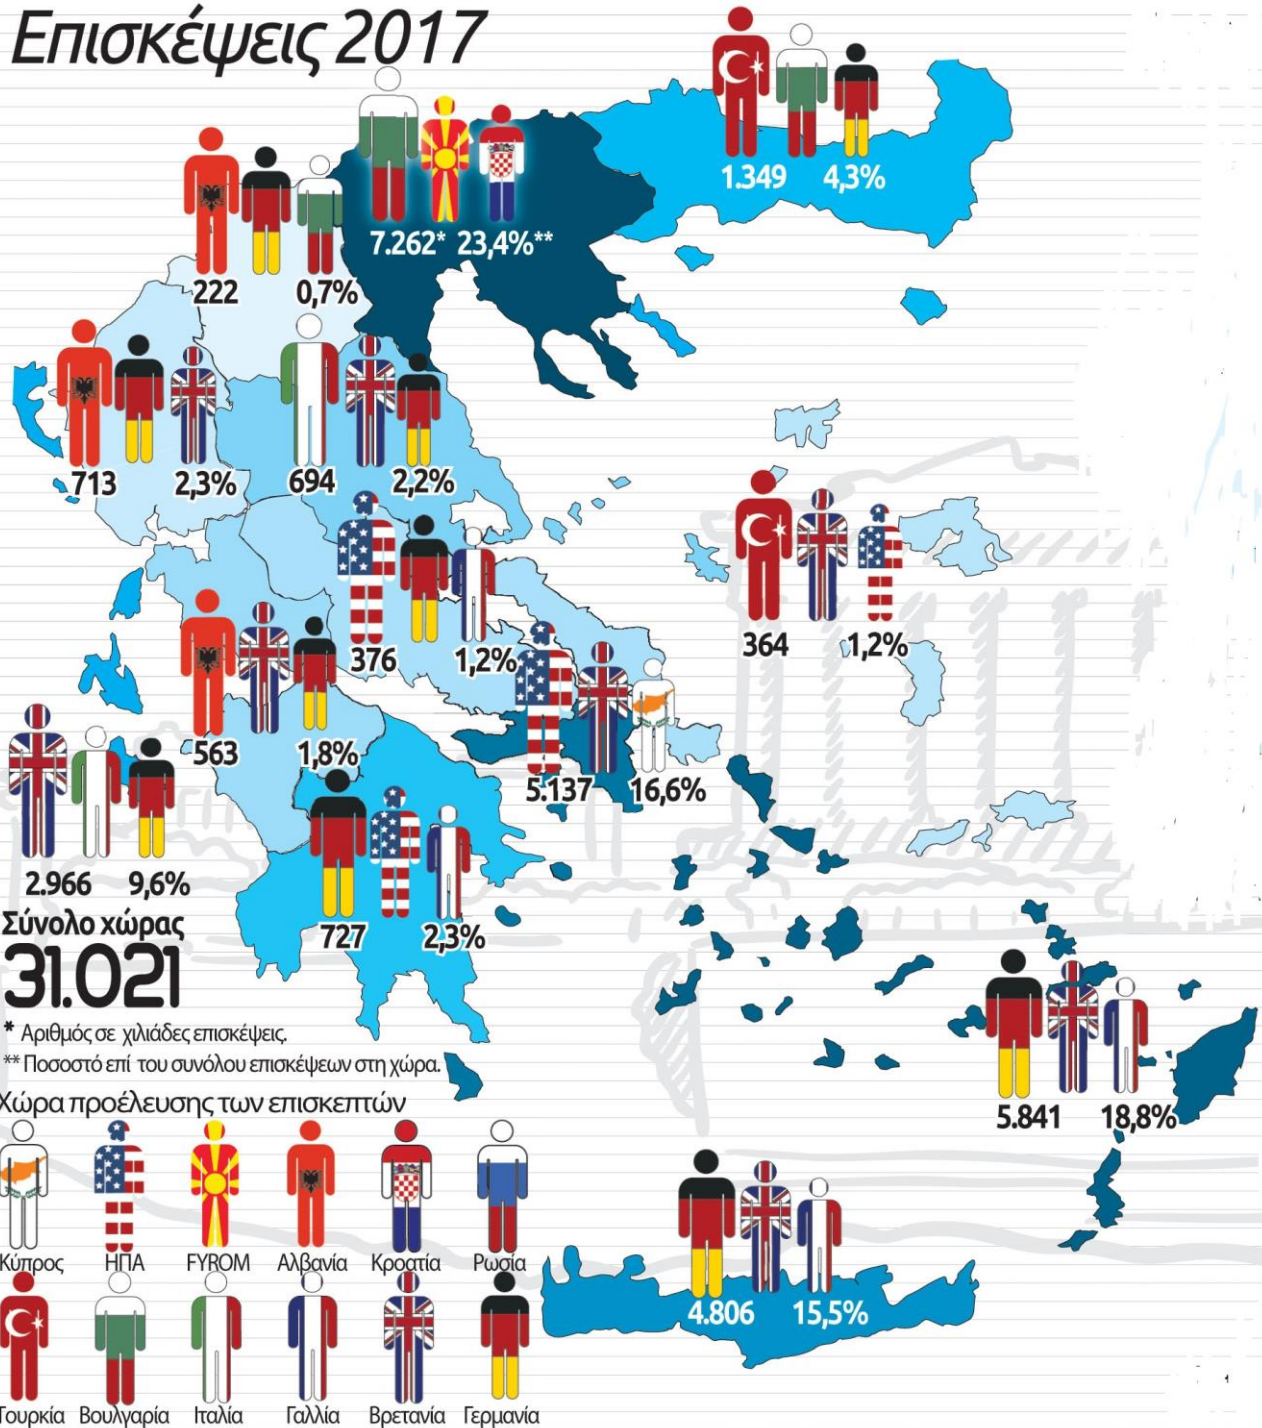 Επισκέψεις 2017
1.349 4,3%
7.262* 23,4%**
222 0,7%
713 2,3%
694 2,2%
376 1,2%
364 1,2%
563 1,8%
5.137 16,6%
2.966 9,6%
727 2,3%
Σύνολο χώρας
31.021
* Αριθμός σε χιλιάδες επισκέψεις.
** Ποσοστό επί του συνόλου επισκέψεων στη χώρα.
5.841 18,8%
4.806 15,5%
Χώρα προέλευσης των επισκεπτών
Κύπρος ΗΠΑ FYROM Αλβανία Κροατία Ρωσία
Τουρκία Βουλγαρία Ιταλία Γαλλία Βρετανία Γερμανία